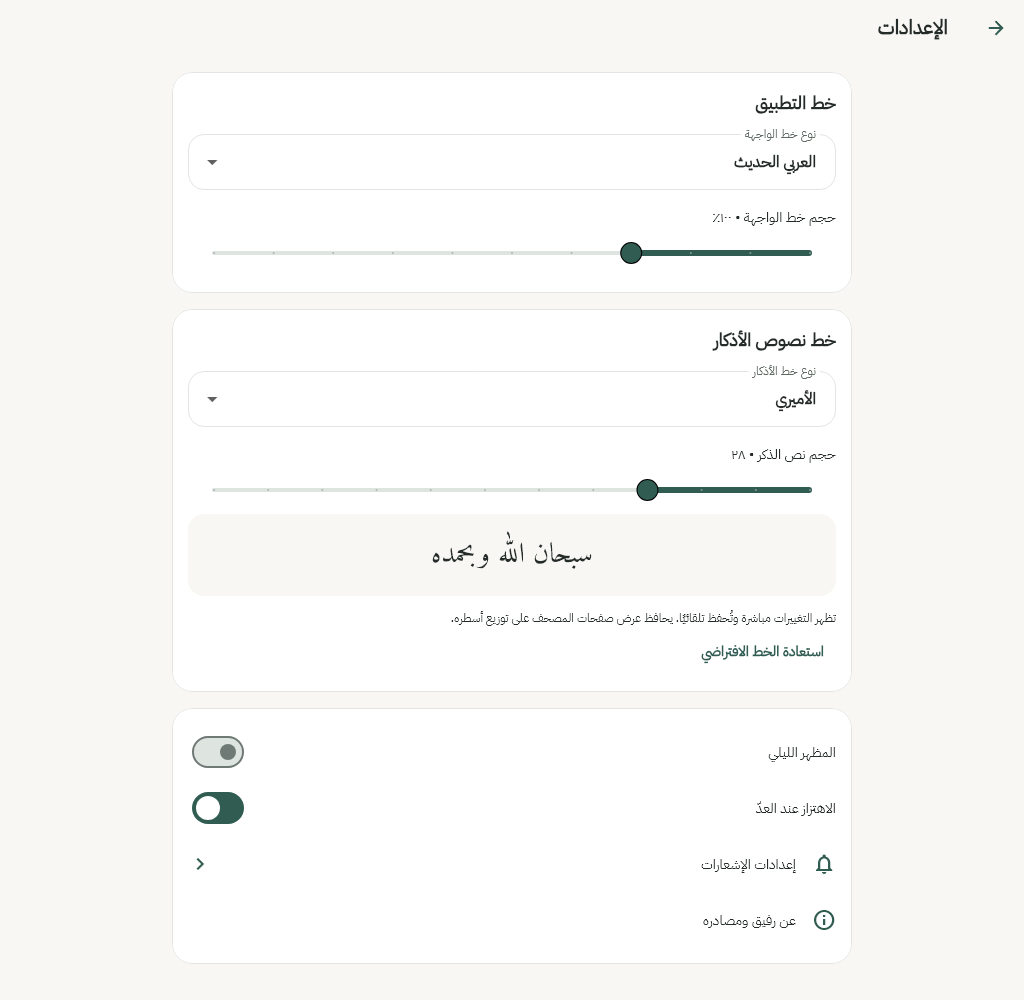 الإعدادات
خط التطبيق
نوع خط الواجهة
العربي الحديث
حجم خط الواجهة • ١٠٠٪
خط نصوص الأذكار
نوع خط الأذكار
الأميري
حجم نص الذكر • ٢٨
سبحان الله وبحمده
تظهر التغييرات مباشرة وتُحفظ تلقائيًا. يحافظ عرض صفحات المصحف على توزيع أسطره.
استعادة الخط الافتراضي
المظهر الليلي
الاهتزاز عند العدّ
إعدادات الإشعارات
عن رفيق ومصادره